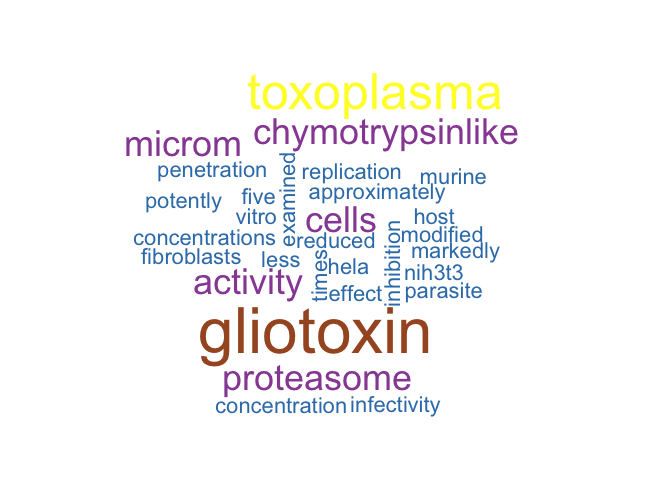 toxoplasma
microm chymotrypsinlike
penetration replication murine
potently five examined approximately
vitro cells host
concentrations reduced modified
fibroblasts less hela inhibition markedly
activity times nih3t3
effect parasite
gliotoxin
proteasome
concentration infectivity